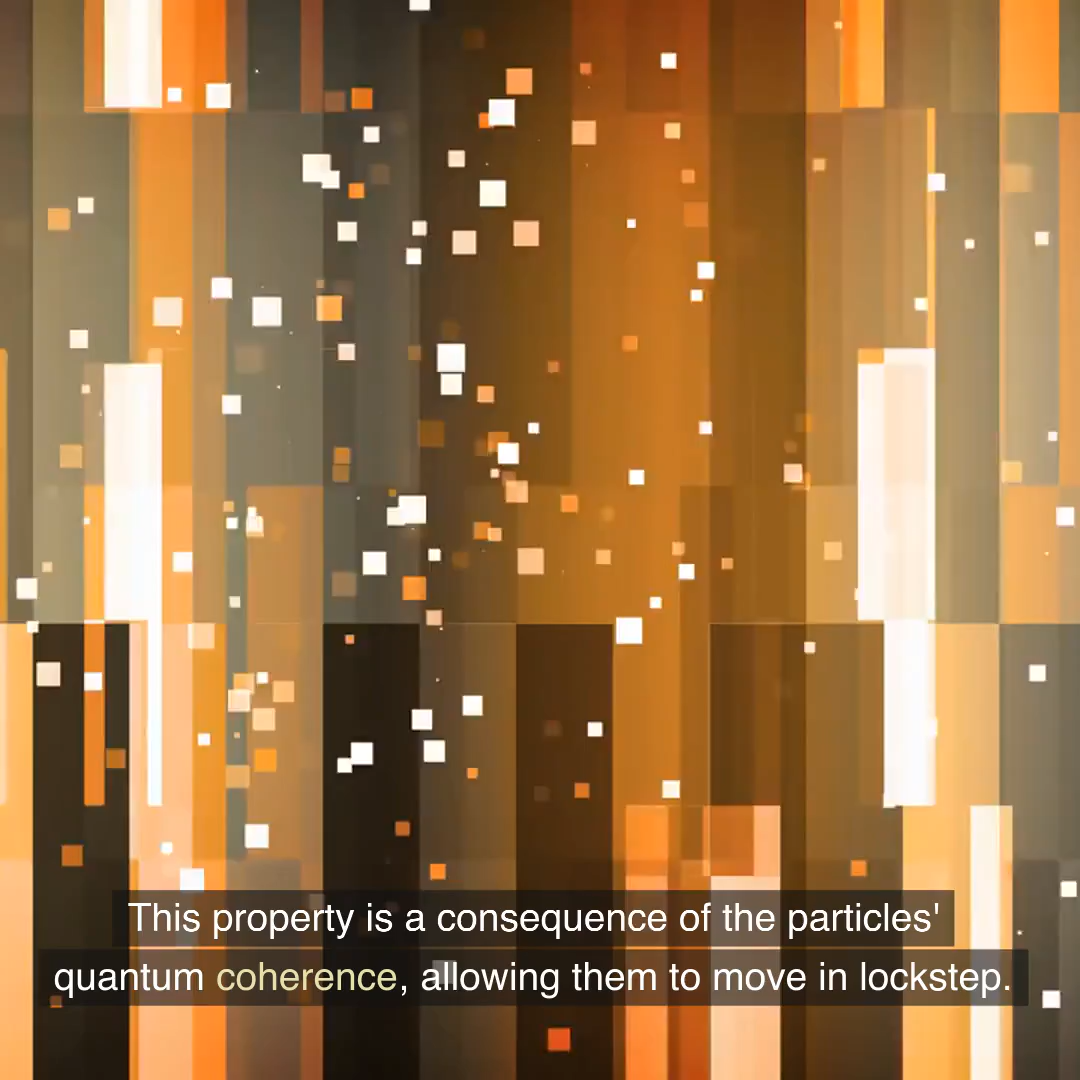 This property is a consequence of the particles'
quantum coherence, allowing them to move in lockstep.